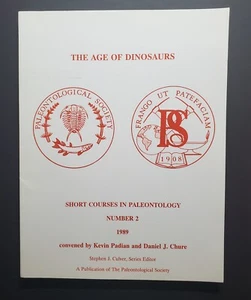 THE AGE OF DINOSAURS
PALEONTOLOGICAL SOCIETY
FRANGO UT PATEFACIAM
PS
1908
SHORT COURSES IN PALEONTOLOGY
NUMBER 2
1989
convened by Kevin Padian and Daniel J. Chure
Stephen J. Culver, Series Editor
A Publication of The Paleontological Society